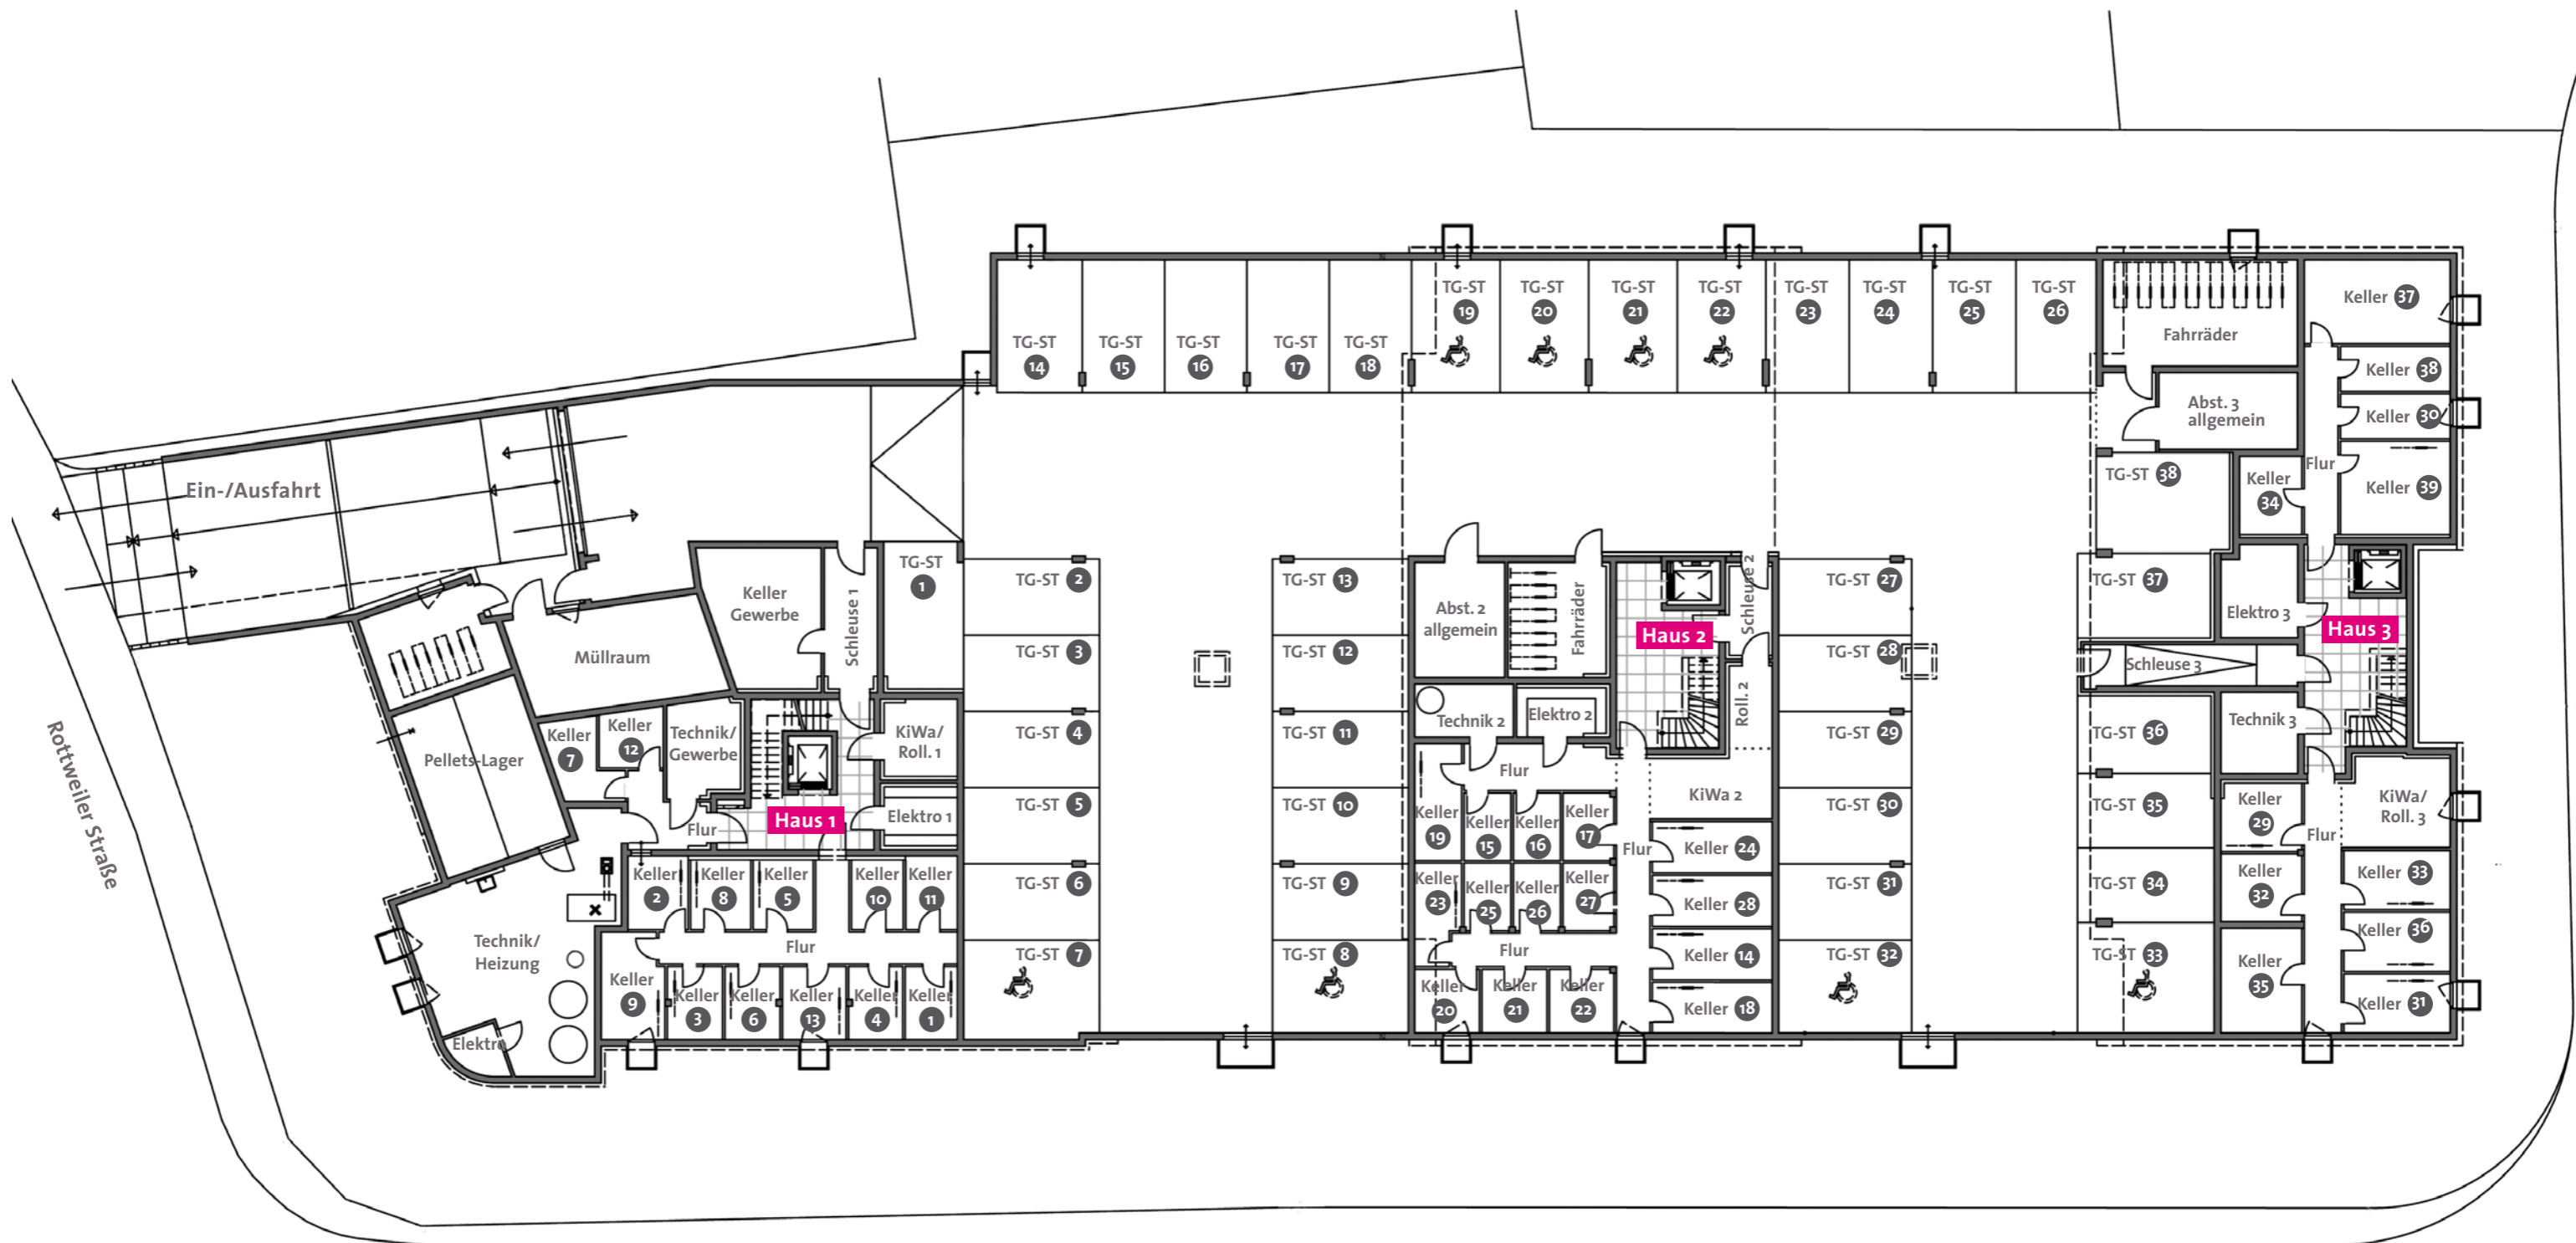 TG-ST
19
TG-ST
20
TG-ST
21
TG-ST
22
TG-ST
23
TG-ST
24
TG-ST
25
TG-ST
26
TG-ST
14
TG-ST
15
TG-ST
16
TG-ST
17
TG-ST
18
Fahrräder
Keller 37
Keller 38
Keller 30
Keller 39
Abst. 3
allgemein
Flur
TG-ST 38
Keller
34
Ein-/Ausfahrt
Keller
Gewerbe
Schleuse 1
TG-ST
1
Müllraum
TG-ST 2
TG-ST 3
TG-ST 4
TG-ST 5
TG-ST 6
TG-ST 7
TG-ST 13
TG-ST 12
TG-ST 11
TG-ST 10
TG-ST 9
TG-ST 8
Abst. 2
allgemein
Fahrräder
Haus 2
Schleuse 2
Roll. 2
Technik 2
Elektro 2
Flur
KiWa 2
TG-ST 27
TG-ST 28
TG-ST 29
TG-ST 30
TG-ST 31
TG-ST 32
TG-ST 37
Elektro 3
Haus 3
Schleuse 3
TG-ST 36
Technik 3
TG-ST 35
TG-ST 34
TG-ST 33
Keller
29
Flur
KiWa/
Roll. 3
Keller
32
Keller 33
Keller 36
Keller
35
Keller 31
Rottweiler Straße
Pellets-Lager
Keller
7
Keller
12
Technik/
Gewerbe
KiWa/
Roll. 1
Flur
Haus 1
Elektro 1
Keller
2
Keller
8
Keller
5
Keller
10
Keller
11
Flur
Technik/
Heizung
Elektro
Keller
9
Keller
3
Keller
6
Keller
13
Keller
4
Keller
1
Keller
19
Keller
15
Keller
16
Keller
17
Flur
Keller 24
Keller
23
Keller
25
Keller
26
Keller
27
Keller 28
Flur
Keller 14
Keller
20
Keller
21
Keller
22
Keller 18